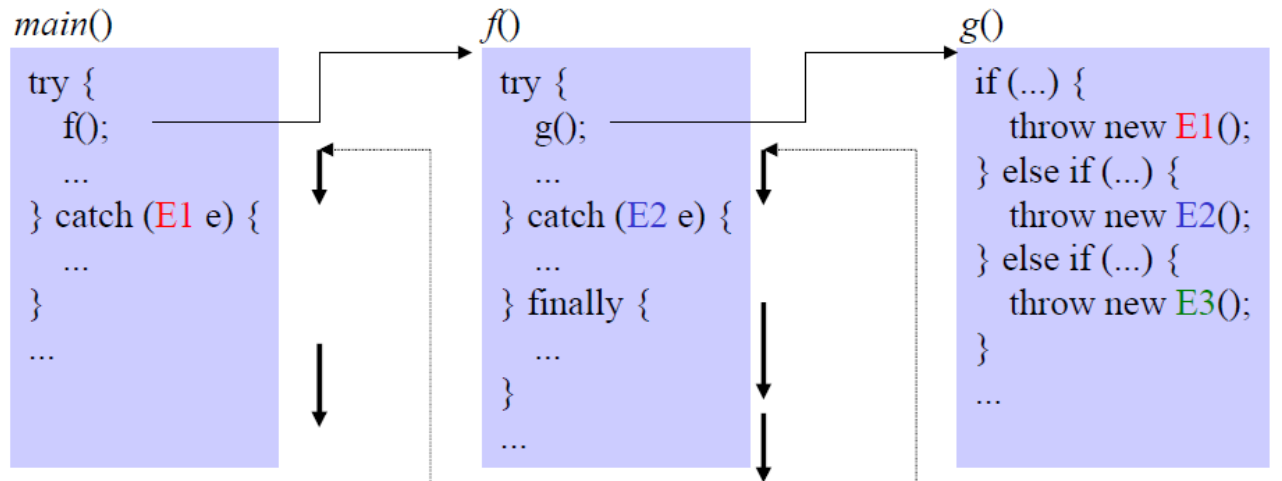 main()
try {
f();
...
} catch (E1 e) {
...
}
...
f()
try {
g();
...
} catch (E2 e) {
...
} finally {
...
}
...
g()
if (...) {
throw new E1();
} else if (...) {
throw new E2();
} else if (...) {
throw new E3();
}
...